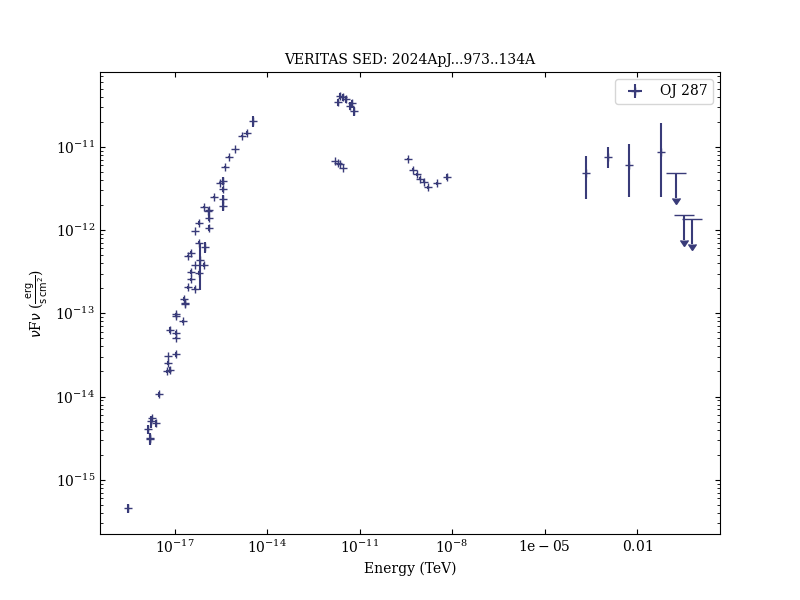 VERITAS SED: 2024ApJ...973..134A
OJ 287
νFν (erg/s cm²)
10⁻¹¹
10⁻¹²
10⁻¹³
10⁻¹⁴
10⁻¹⁵
10⁻¹⁷ 10⁻¹⁴ 10⁻¹¹ 10⁻⁸ 1e−05 0.01
Energy (TeV)